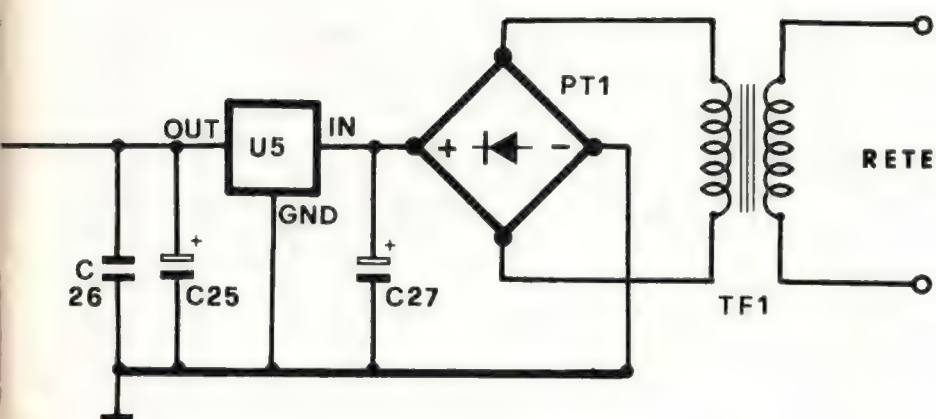 PT1
OUT
U5
IN
+
-
RETE
GND
+
+
C
26
C25
C27
TF1